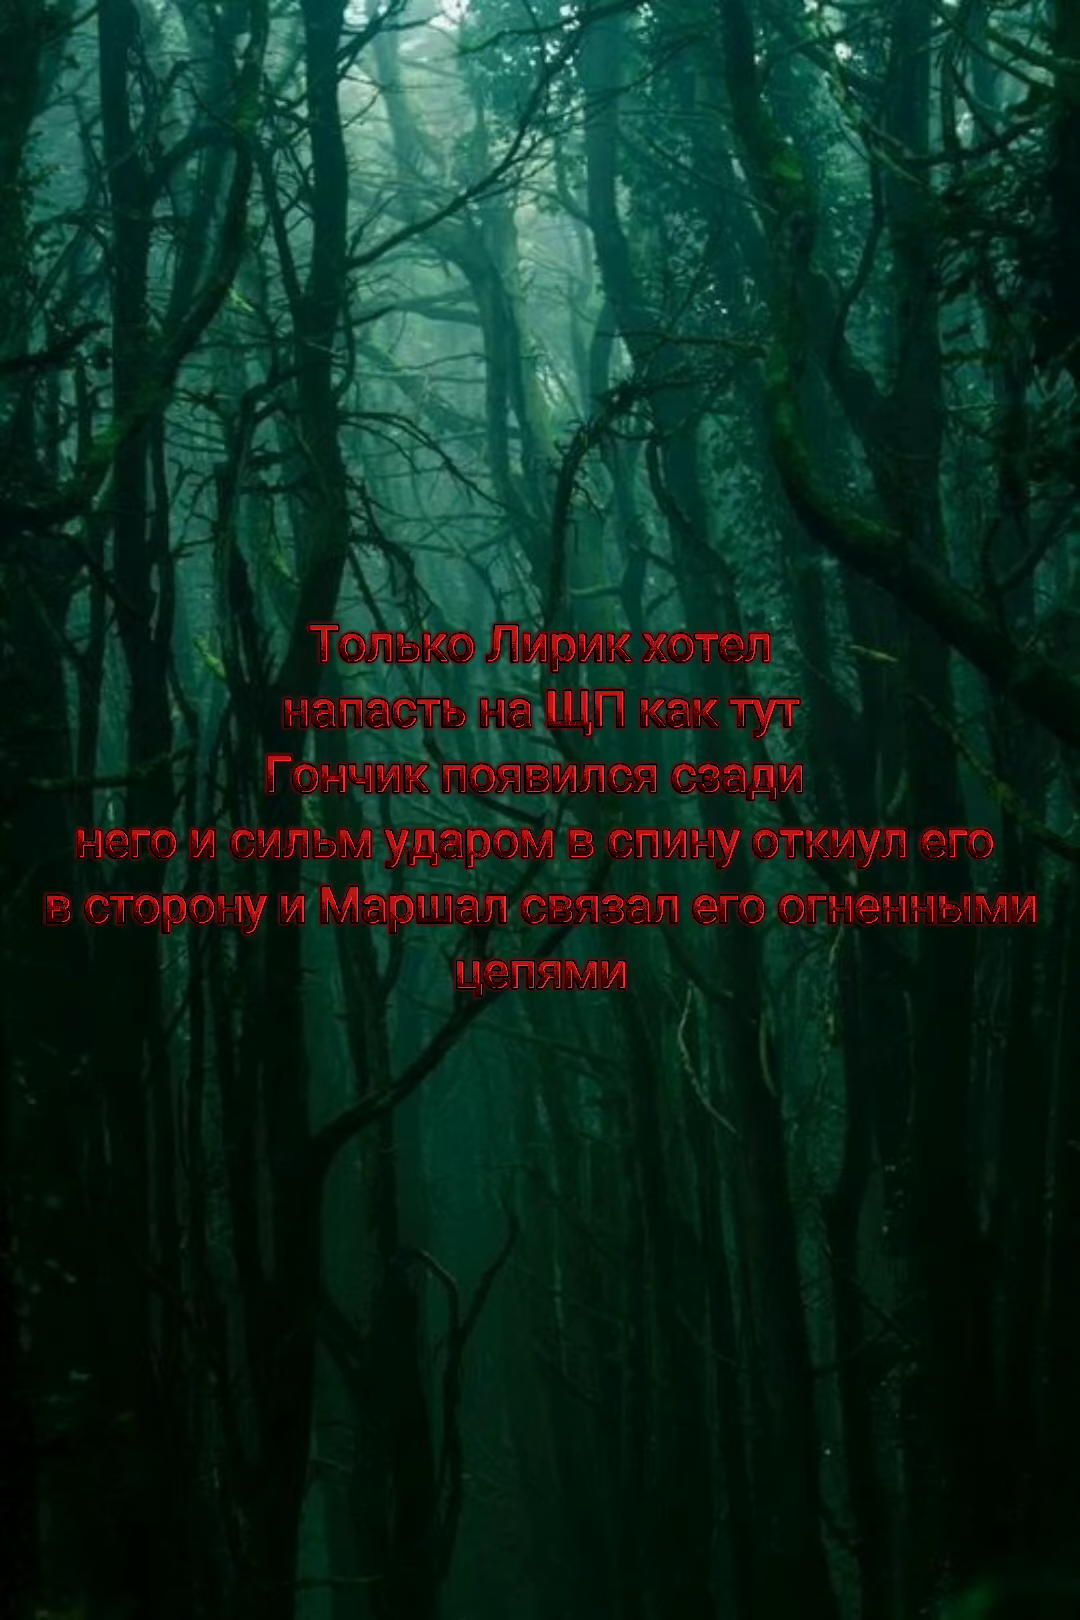 Только Лирик хотел
напасть на ЩП как тут
Гончик появился сзади
него и сильм ударом в спину откиул его
в сторону и Маршал связал его огненными
цепями